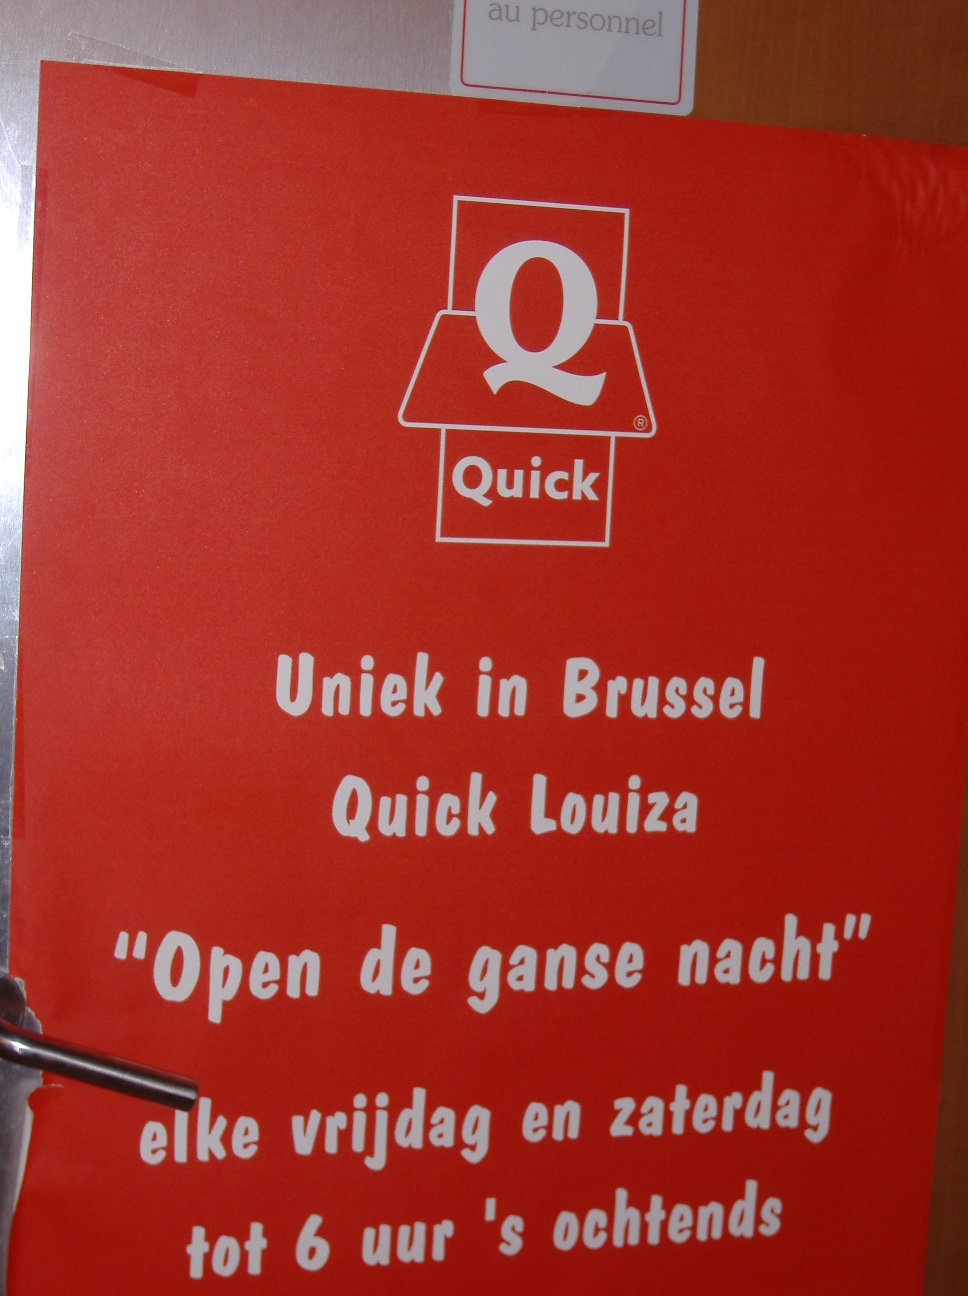 au personnel
Q
®
Quick
Uniek in Brussel
Quick Louiza
"Open de ganse nacht"
elke vrijdag en zaterdag
tot 6 uur 's ochtends